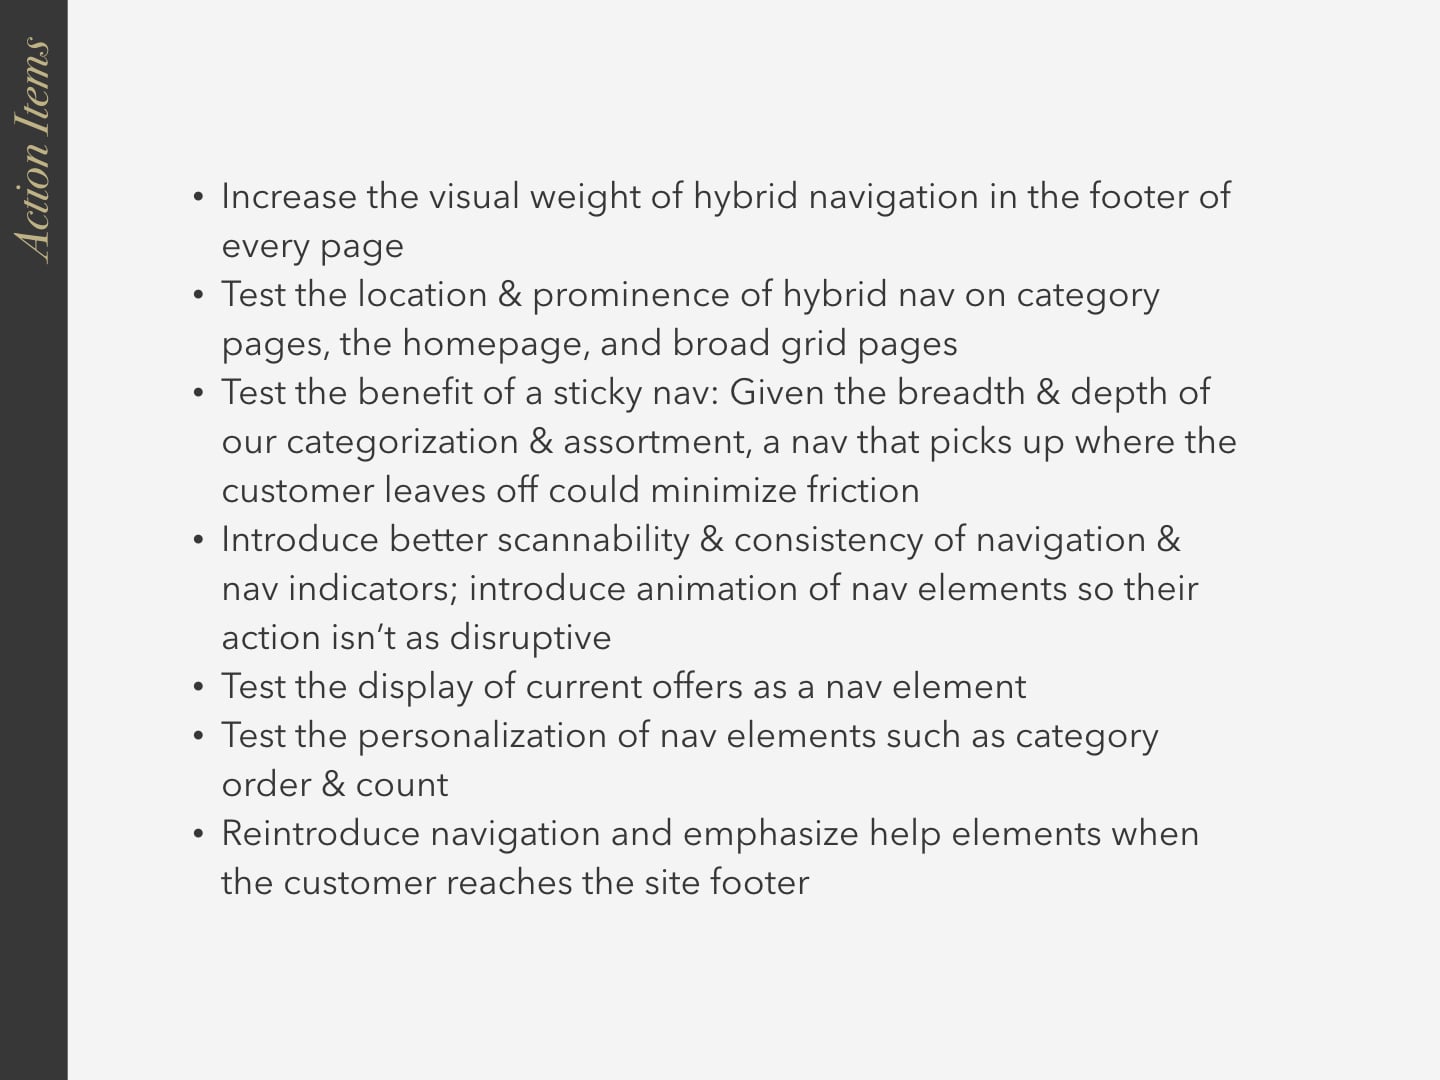 Action Items
• Increase the visual weight of hybrid navigation in the footer of
every page
• Test the location & prominence of hybrid nav on category
pages, the homepage, and broad grid pages
• Test the benefit of a sticky nav: Given the breadth & depth of
our categorization & assortment, a nav that picks up where the
customer leaves off could minimize friction
• Introduce better scannability & consistency of navigation &
nav indicators; introduce animation of nav elements so their
action isn’t as disruptive
• Test the display of current offers as a nav element
• Test the personalization of nav elements such as category
order & count
• Reintroduce navigation and emphasize help elements when
the customer reaches the site footer